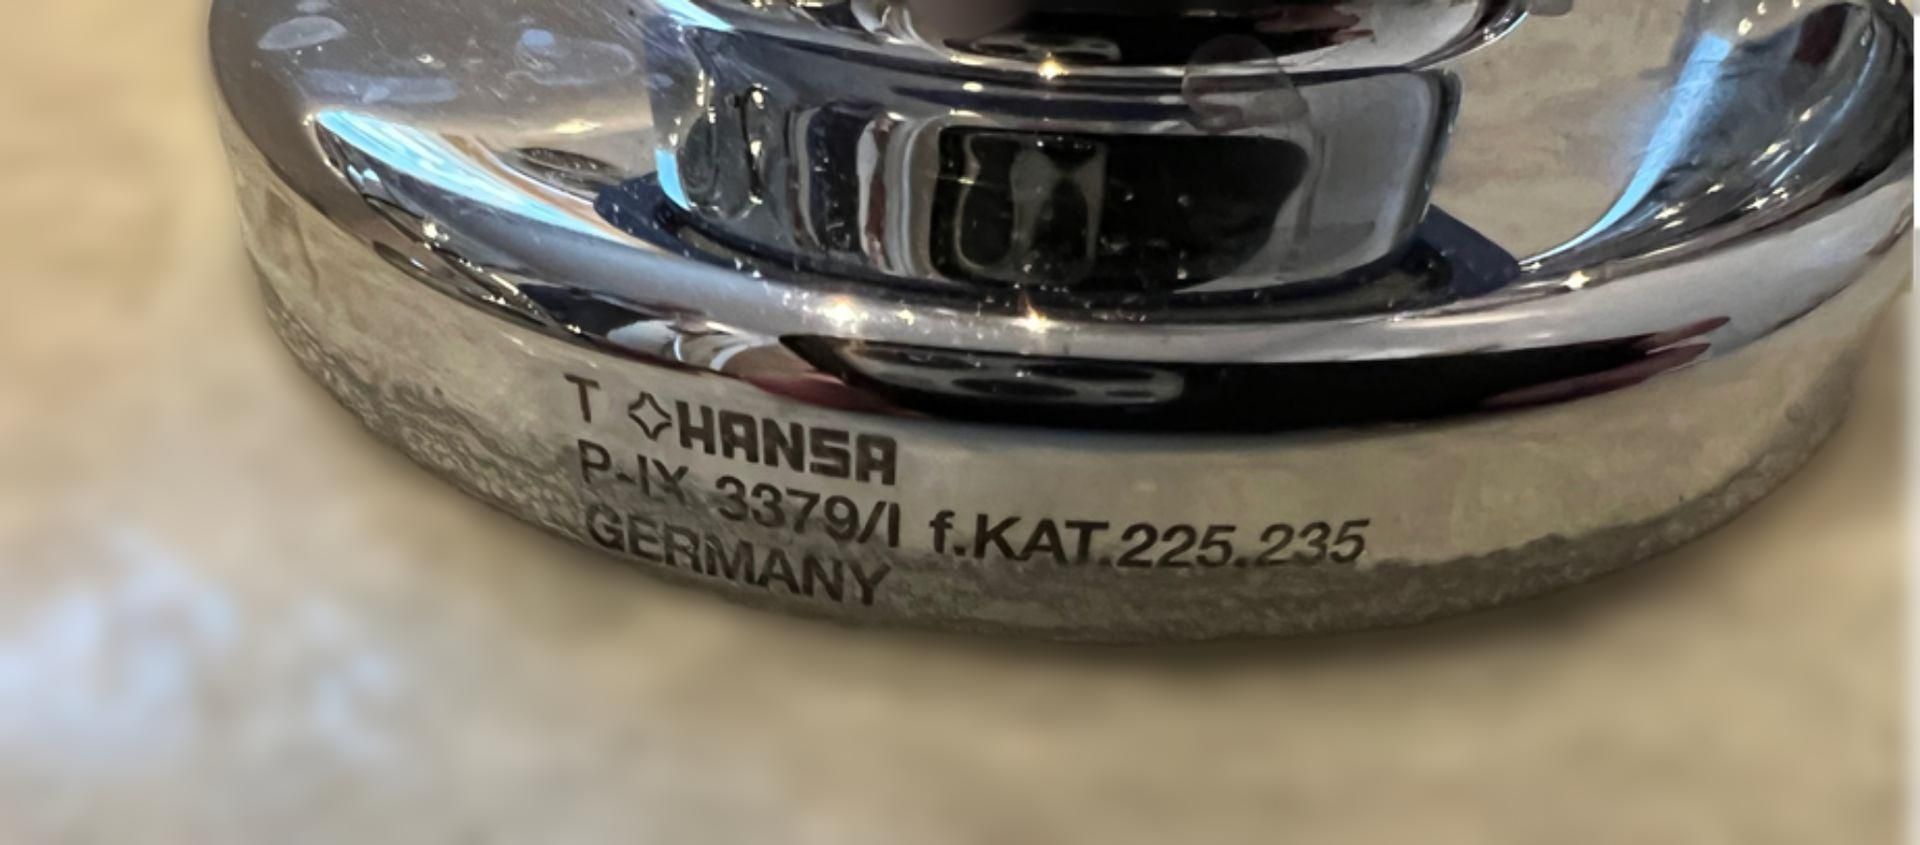 T HANSA
P-IX 3379/I f.KAT.225.235
GERMANY